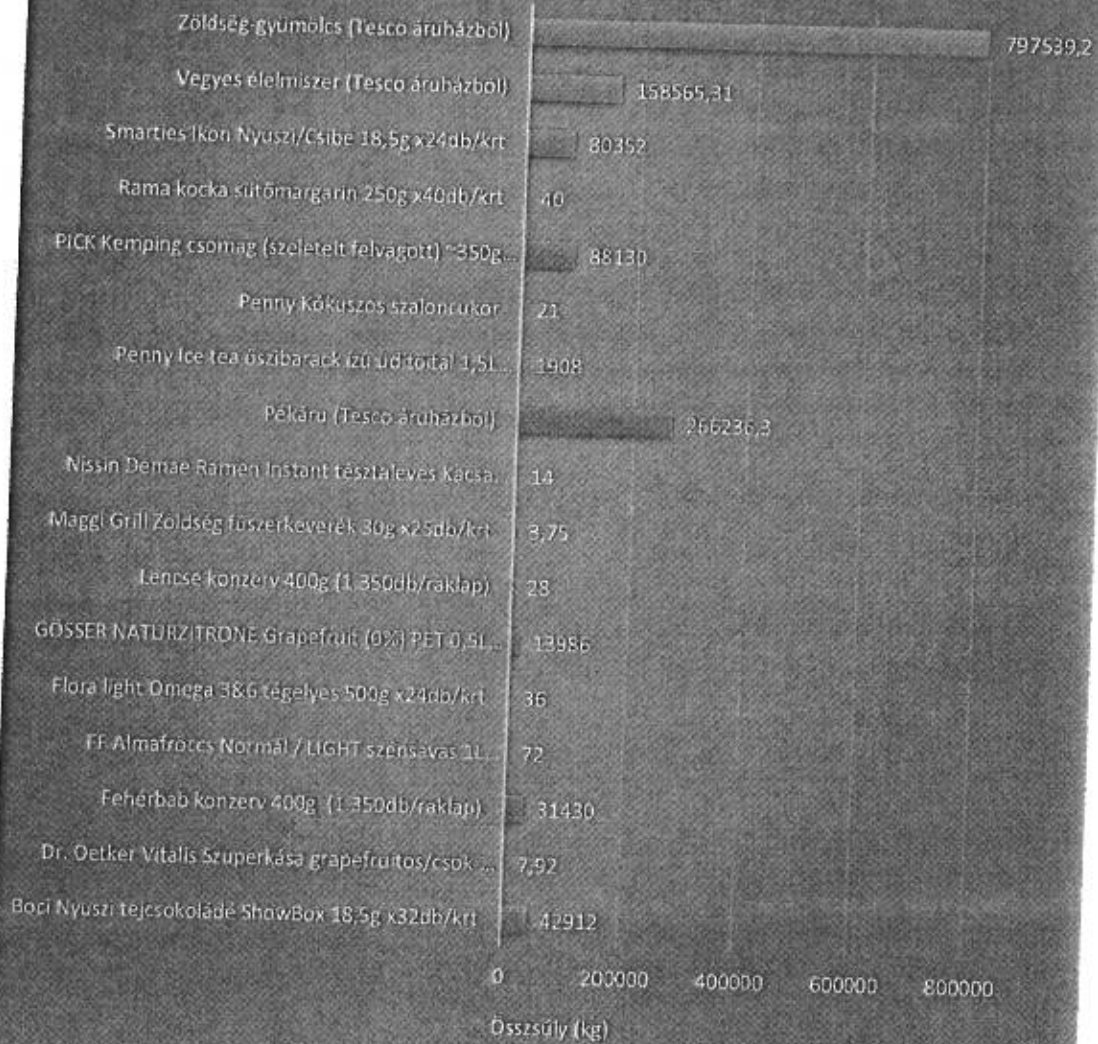 Zöldség-gyümölcs (Tesco áruházból) 797539,2
Vegyes élelmiszer (Tesco áruházból) 158565,31
Smarties Ikon Nyuszi/Csibe 18,5g x24db/krt 80352
Rama kocka sütőmargarin 250g x40db/krt 40
PICK Kemping csomag (szeletelt felvágott) ~350g... 88130
Penny Kókuszos szaloncukor 21
Penny Ice tea őszibarack ízű üdítőital 1,5L... 1908
Pékáru (Tesco áruházból) 266236,3
Nissin Demae Ramen Instant tésztaleves Kacsa... 14
Maggi Grill Zöldség fűszerkeverék 30g x25db/krt 3,75
Lencse konzerv 400g (1.350db/raklap) 28
GÖSSER NATURZITRONE Grapefruit (0%) PET 0,5L... 13986
Flora light Omega 3&6 tégelyes 500g x24db/krt 36
FF Almafröccs Normál / LIGHT szénsavas 1L... 72
Fehérbab konzerv 400g (1.350db/raklap) 31430
Dr. Oetker Vitalis Szuperkása grapefruitos/csok... 7,92
Boci Nyuszi tejcsokoládé ShowBox 18,5g x32db/krt 42912
0 200000 400000 600000 800000
Összsúly (kg)